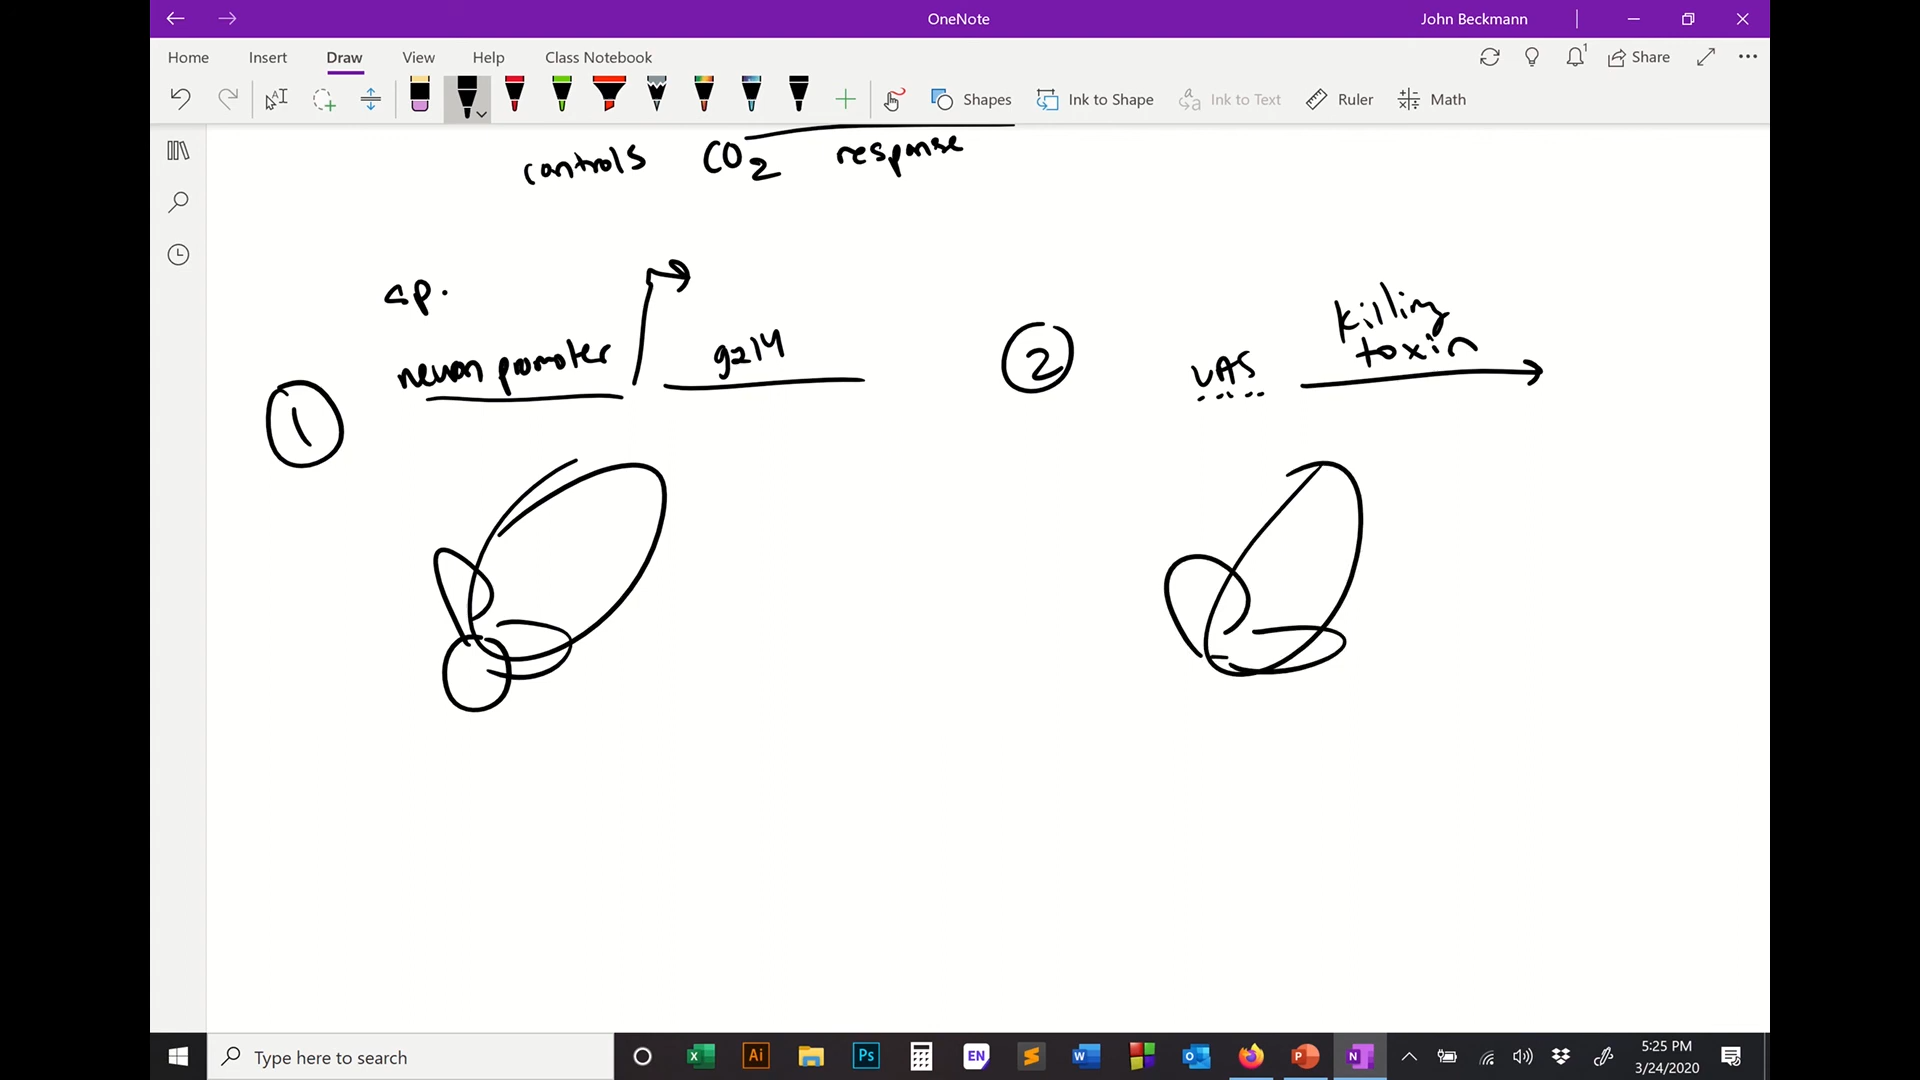 OneNote
John Beckmann
Home Insert Draw View Help Class Notebook
1 Share
Shapes Ink to Shape Ink to Text Ruler Math
controls CO2 response
sp.
neuron promoter gal4
1
2
UAS
killing
toxin
Type here to search
5:25 PM
3/24/2020